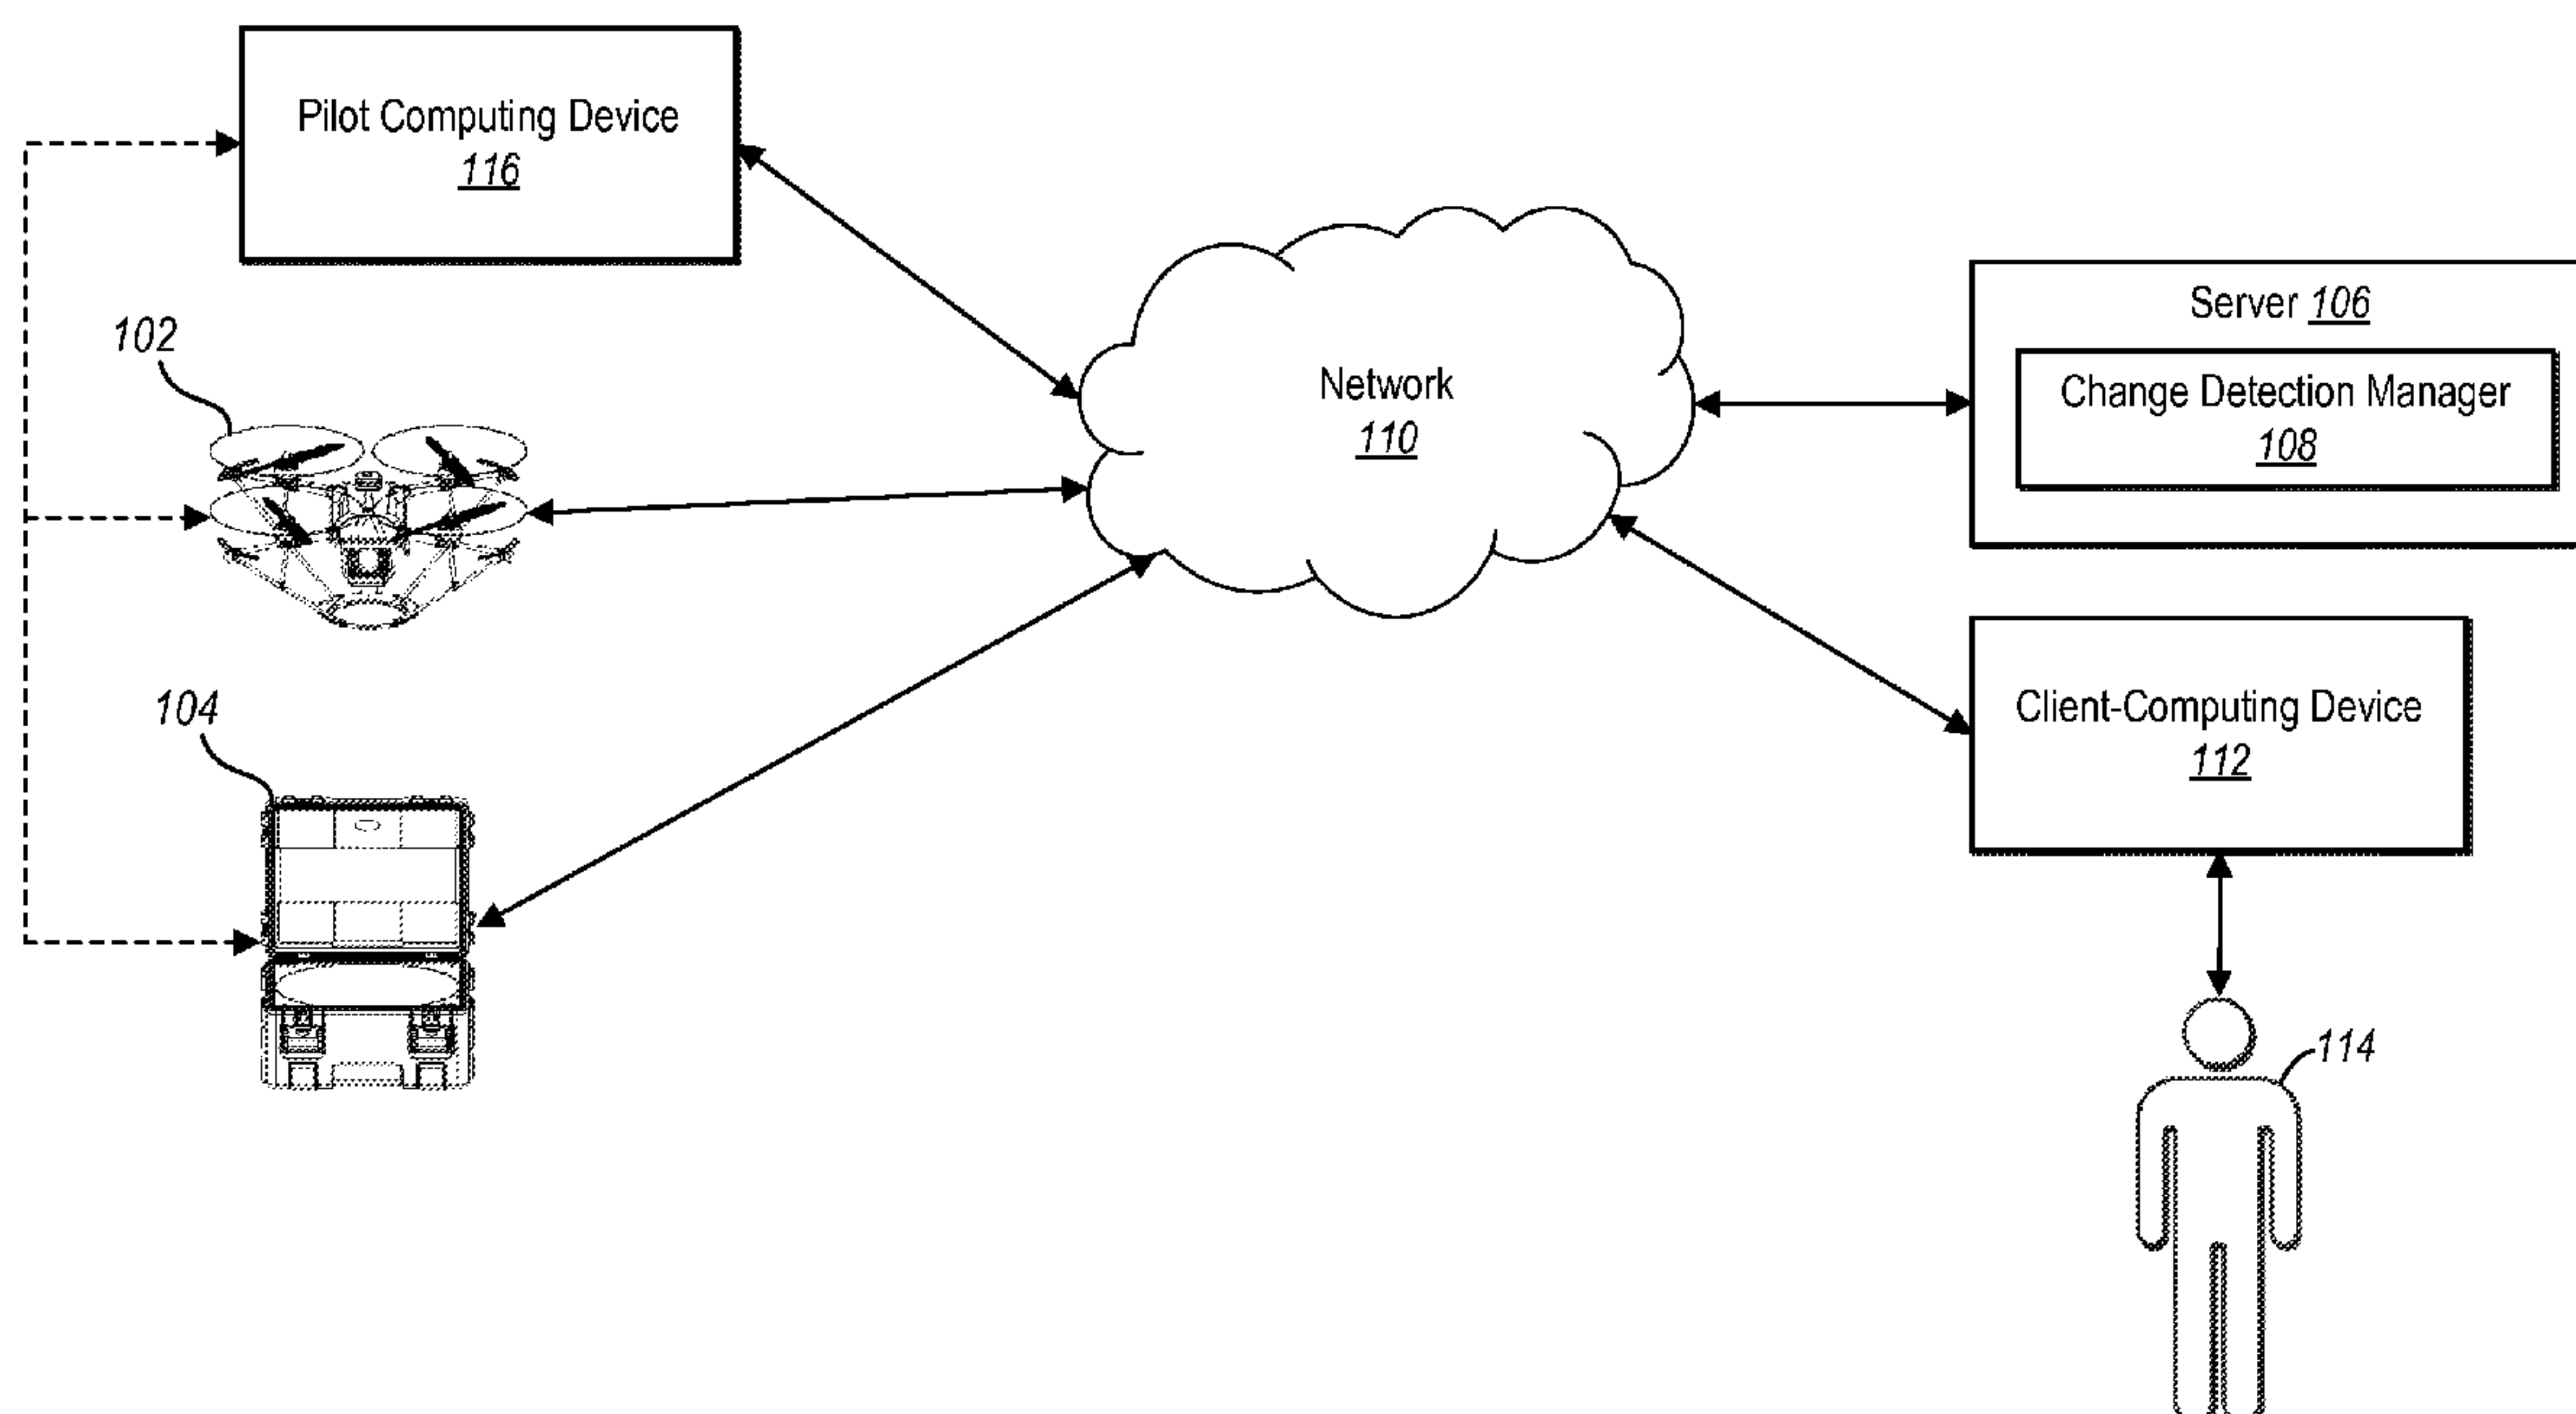 Pilot Computing Device
116
102
104
Network
110
Server 106
Change Detection Manager
108
Client-Computing Device
112
114